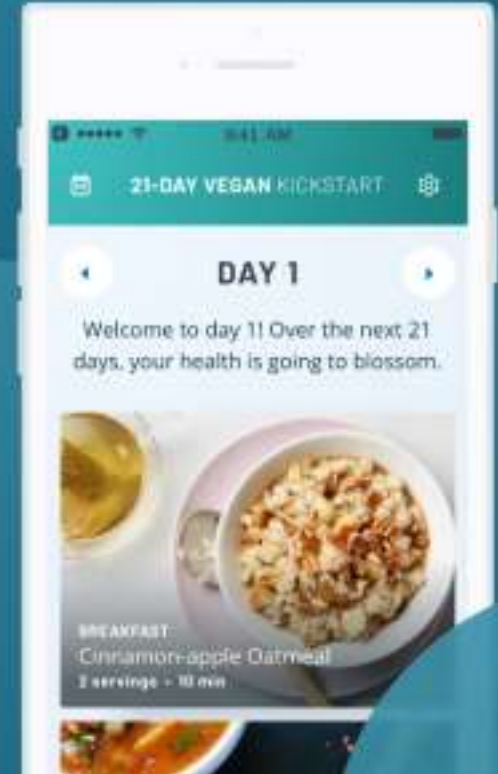 9:41 AM
21-DAY VEGAN KICKSTART
DAY 1
Welcome to day 1! Over the next 21
days, your health is going to blossom.
BREAKFAST
Cinnamon-apple Oatmeal
2 servings • 10 min